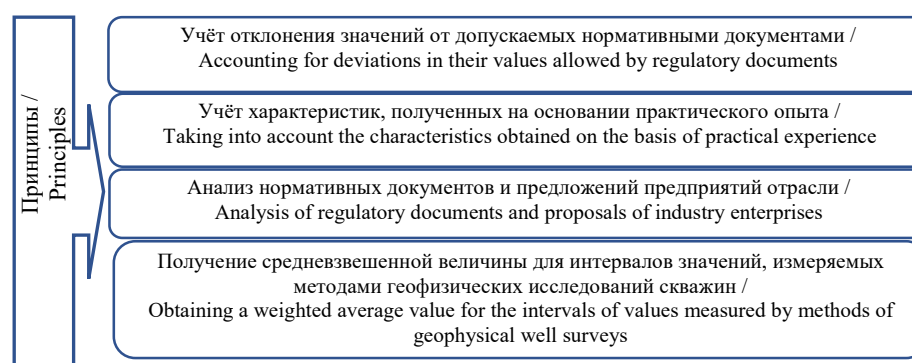 Принципы /
Principles
Учёт отклонения значений от допускаемых нормативными документами /
Accounting for deviations in their values allowed by regulatory documents
Учёт характеристик, полученных на основании практического опыта /
Taking into account the characteristics obtained on the basis of practical experience
Анализ нормативных документов и предложений предприятий отрасли /
Analysis of regulatory documents and proposals of industry enterprises
Получение средневзвешенной величины для интервалов значений, измеряемых
методами геофизических исследований скважин /
Obtaining a weighted average value for the intervals of values measured by methods of
geophysical well surveys